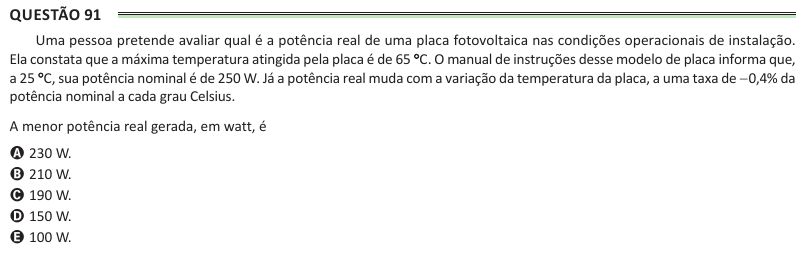 QUESTÃO 91
Uma pessoa pretende avaliar qual é a potência real de uma placa fotovoltaica nas condições operacionais de instalação.
Ela constata que a máxima temperatura atingida pela placa é de 65 ºC. O manual de instruções desse modelo de placa informa que,
a 25 ºC, sua potência nominal é de 250 W. Já a potência real muda com a variação da temperatura da placa, a uma taxa de −0,4% da
potência nominal a cada grau Celsius.
A menor potência real gerada, em watt, é
A 230 W.
B 210 W.
C 190 W.
D 150 W.
E 100 W.